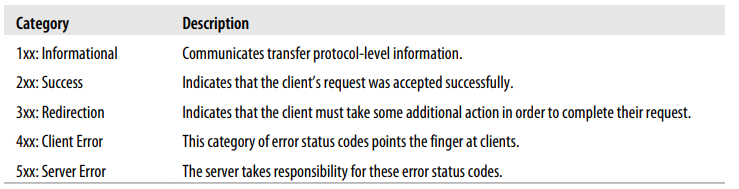 Category Description
1xx: Informational Communicates transfer protocol-level information.
2xx: Success Indicates that the client’s request was accepted successfully.
3xx: Redirection Indicates that the client must take some additional action in order to complete their request.
4xx: Client Error This category of error status codes points the finger at clients.
5xx: Server Error The server takes responsibility for these error status codes.